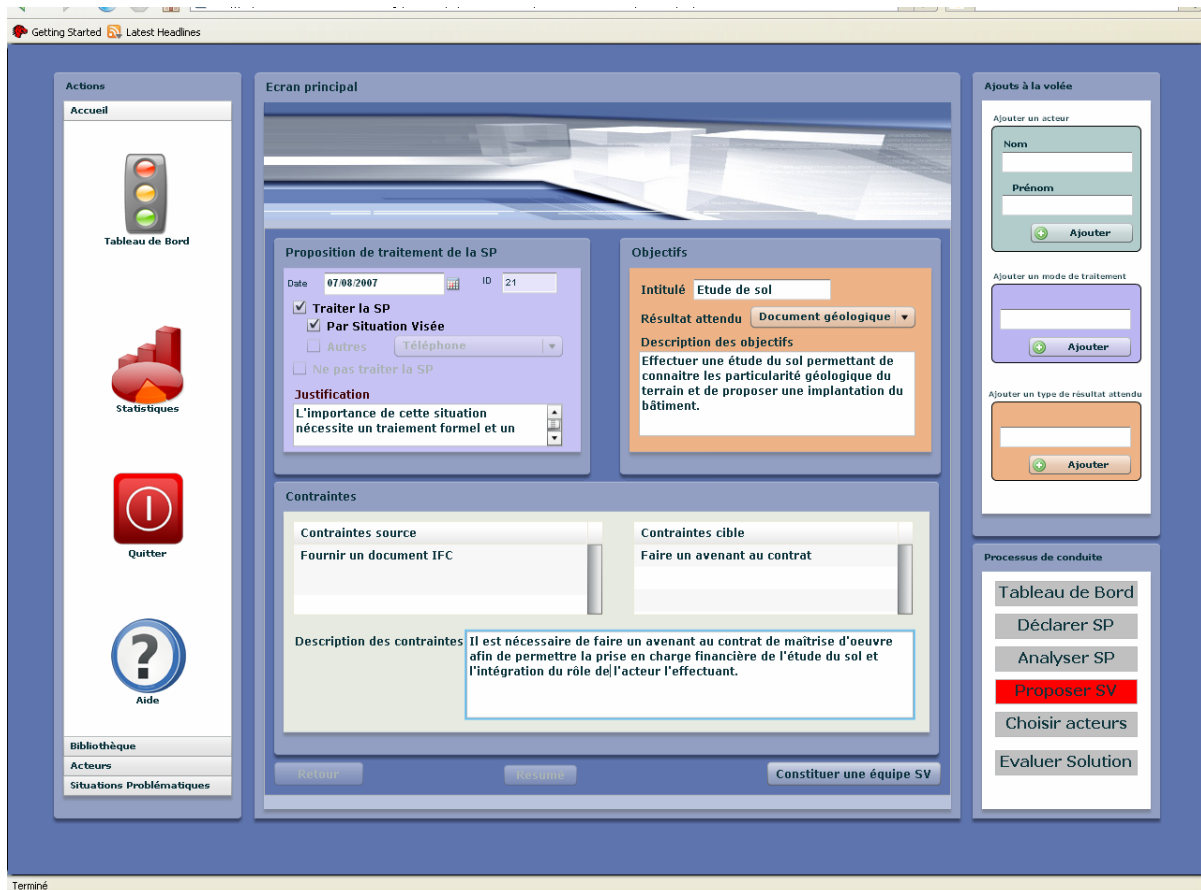 Getting Started Latest Headlines
Actions
Accueil
Tableau de Bord
Statistiques
Quitter
Aide
Bibliothèque
Acteurs
Situations Problématiques
Ecran principal
Proposition de traitement de la SP
Date 07/08/2007 ID 21
Traiter la SP
Par Situation Visée
Autres Téléphone
Ne pas traiter la SP
Justification
L'importance de cette situation
nécessite un traiement formel et un
Objectifs
Intitulé Etude de sol
Résultat attendu Document géologique
Description des objectifs
Effectuer une étude du sol permettant de
connaitre les particularité géologique du
terrain et de proposer une implantation du
bâtiment.
Contraintes
Contraintes source
Fournir un document IFC
Contraintes cible
Faire un avenant au contrat
Description des contraintes
Il est nécessaire de faire un avenant au contrat de maîtrise d'oeuvre
afin de permettre la prise en charge financière de l'étude du sol et
l'intégration du rôle de l'acteur l'effectuant.
Retour Resumé Constituer une équipe SV
Ajouts à la volée
Ajouter un acteur
Nom
Prénom
Ajouter
Ajouter un mode de traitement
Ajouter
Ajouter un type de résultat attendu
Ajouter
Processus de conduite
Tableau de Bord
Déclarer SP
Analyser SP
Proposer SV
Choisir acteurs
Evaluer Solution
Terminé